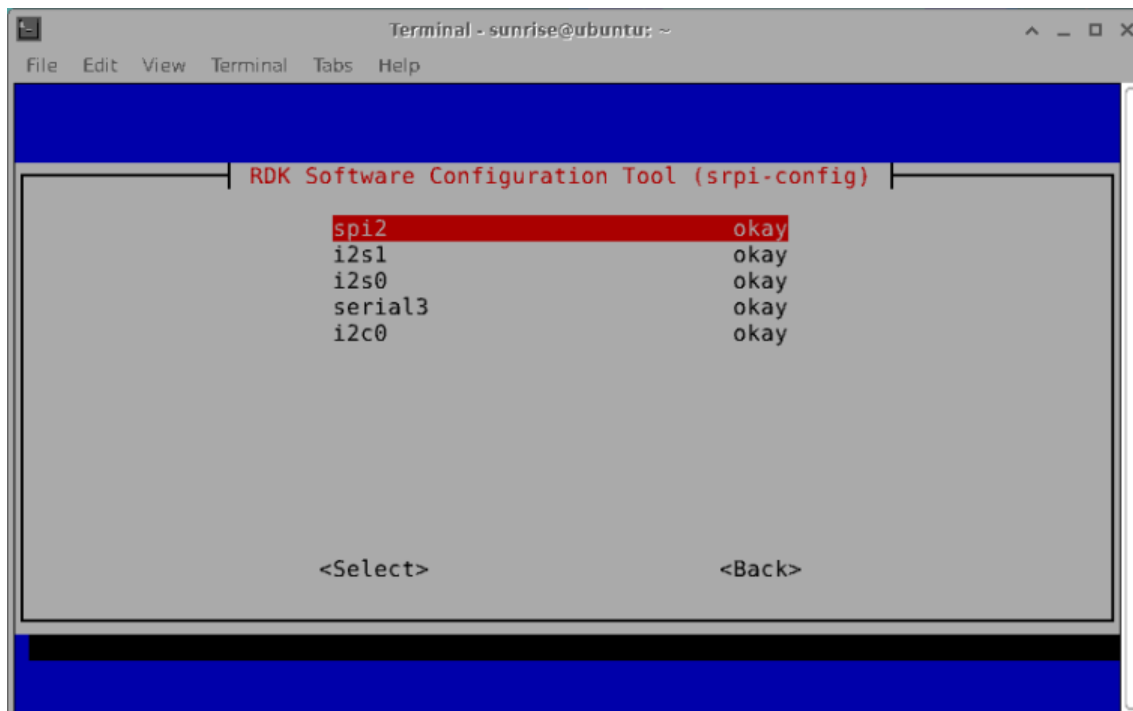 Terminal - sunrise@ubuntu: ~
File Edit View Terminal Tabs Help
RDK Software Configuration Tool (srpi-config)
spi2 okay
i2s1 okay
i2s0 okay
serial3 okay
i2c0 okay
<Select> <Back>